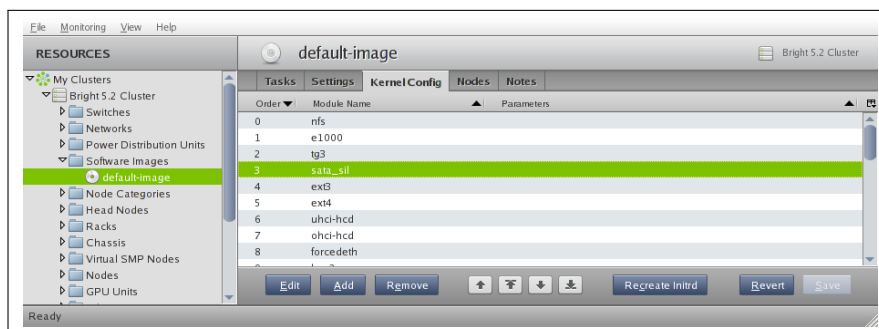 File Monitoring View Help
RESOURCES
My Clusters
Bright 5.2 Cluster
Switches
Networks
Power Distribution Units
Software Images
default-image
Node Categories
Head Nodes
Racks
Chassis
Virtual SMP Nodes
Nodes
GPU Units
default-image
Bright 5.2 Cluster
Tasks Settings Kernel Config Nodes Notes
Order Module Name Parameters
0 nfs
1 e1000
2 tg3
3 sata_sil
4 ext3
5 ext4
6 uhci-hcd
7 ohci-hcd
8 forcedeth
Edit Add Remove Recreate Initrd Revert Save
Ready